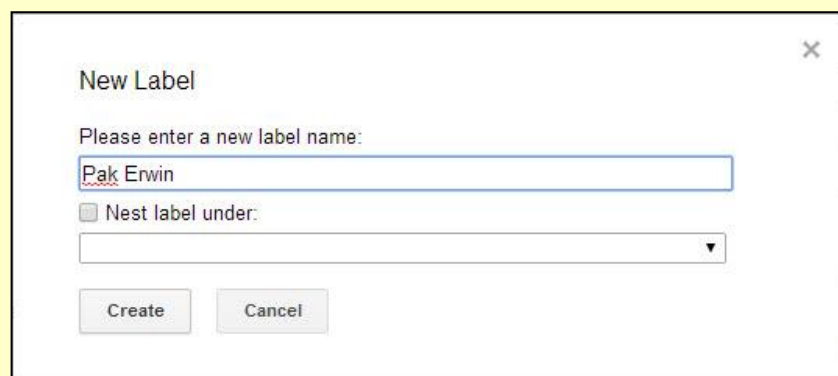 New Label
Please enter a new label name:
Pak Erwin
Nest label under:
Create Cancel